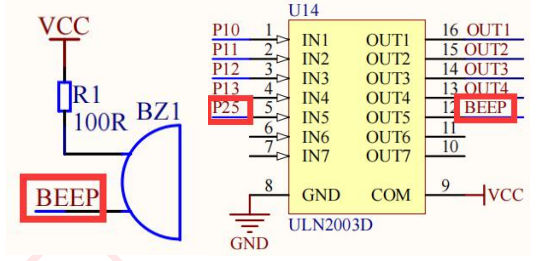 VCC
R1
100R
BZ1
BEEP
U14
P10 1 IN1 OUT1 16 OUT1
P11 2 IN2 OUT2 15 OUT2
P12 3 IN3 OUT3 14 OUT3
P13 4 IN4 OUT4 13 OUT4
P25 5 IN5 OUT5 12 BEEP
6 IN6 OUT6 11
7 IN7 OUT7 10
8 GND COM 9 VCC
GND
ULN2003D